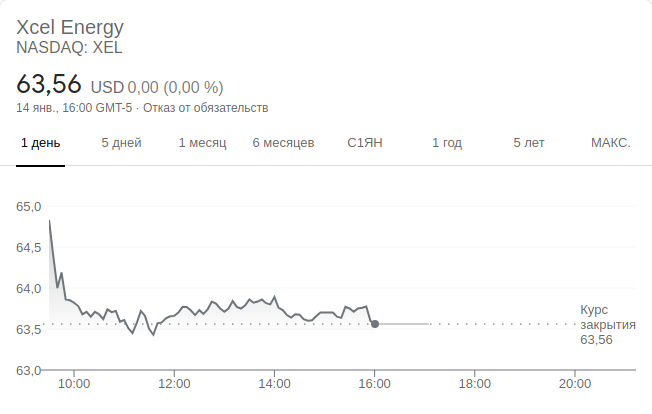 Xcel Energy
NASDAQ: XEL
63,56 USD 0,00 (0,00 %)
14 янв., 16:00 GMT-5 · Отказ от обязательств
1 день 5 дней 1 месяц 6 месяцев С1ЯН 1 год 5 лет МАКС.
65,0
64,5
64,0
63,5
63,0
Курс
закрытия
63,56
10:00 12:00 14:00 16:00 18:00 20:00